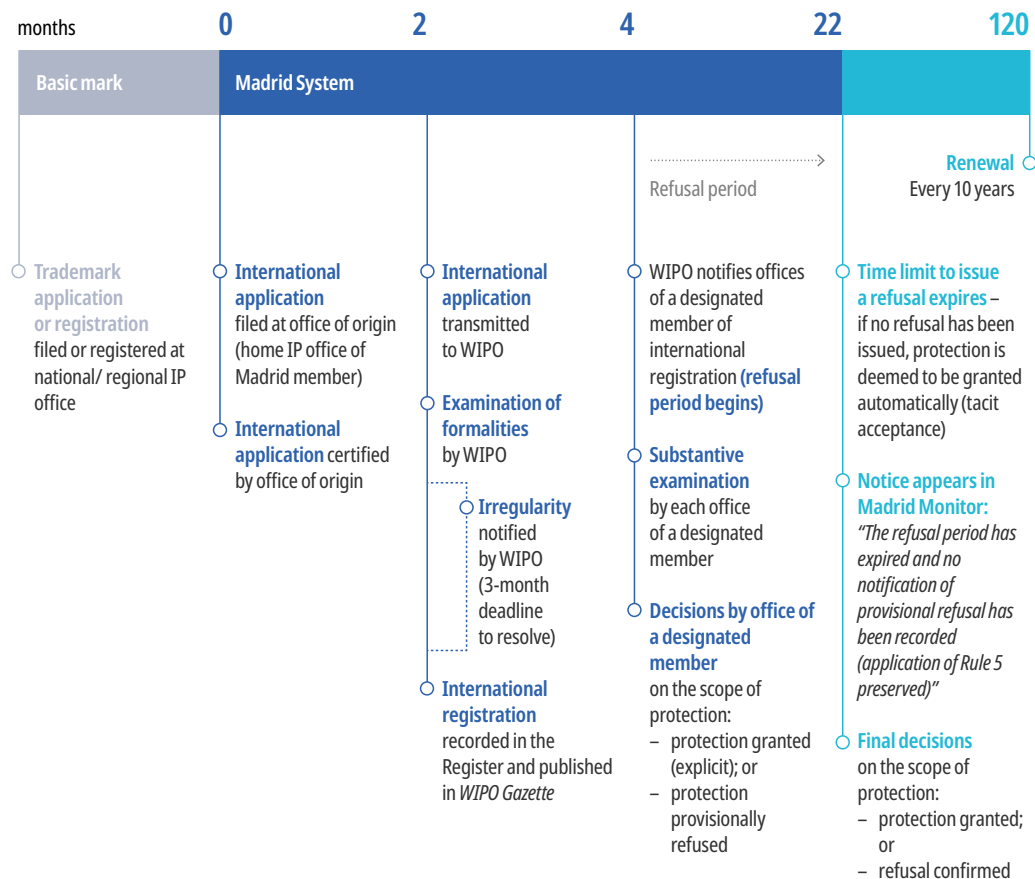 months
0
2
4
22
120
Basic mark
Madrid System
Refusal period
Renewal
Every 10 years
Trademark
application
or registration
filed or registered at
national/ regional IP
office
International
application
filed at office of origin
(home IP office of
Madrid member)
International
application certified
by office of origin
International
application
transmitted
to WIPO
Examination of
formalities
by WIPO
Irregularity
notified
by WIPO
(3-month
deadline
to resolve)
International
registration
recorded in the
Register and published
in WIPO Gazette
WIPO notifies offices
of a designated
member of
international
registration (refusal
period begins)
Substantive
examination
by each office
of a designated
member
Decisions by office of
a designated
member
on the scope of
protection:
– protection granted
(explicit); or
– protection
provisionally
refused
Time limit to issue
a refusal expires –
if no refusal has been
issued, protection is
deemed to be granted
automatically (tacit
acceptance)
Notice appears in
Madrid Monitor:
“The refusal period has
expired and no
notification of
provisional refusal has
been recorded
(application of Rule 5
preserved)”
Final decisions
on the scope of
protection:
– protection granted;
or
– refusal confirmed